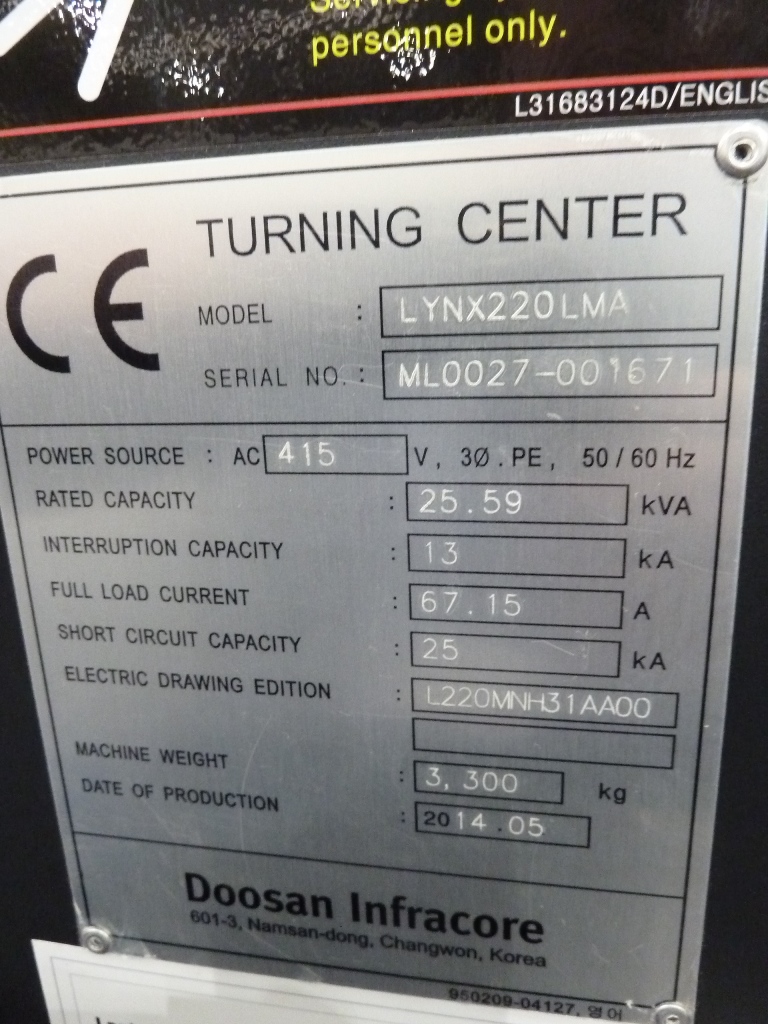 personnel only.
L31683124D/ENGLIS
CE TURNING CENTER
MODEL : LYNX220LMA
SERIAL NO. : ML0027-001671
POWER SOURCE : AC 415 V, 3Ø.PE, 50/60 Hz
RATED CAPACITY : 25.59 kVA
INTERRUPTION CAPACITY : 13 kA
FULL LOAD CURRENT : 67.15 A
SHORT CIRCUIT CAPACITY : 25 kA
ELECTRIC DRAWING EDITION : L220MNH31AA00
MACHINE WEIGHT : 3,300 kg
DATE OF PRODUCTION : 2014.05
Doosan Infracore
601-3, Namsan-dong, Changwon, Korea
950209-04127, 영어